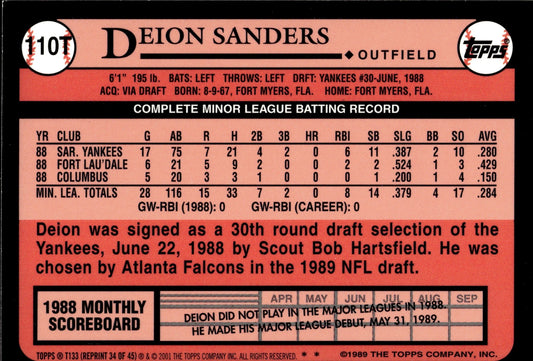 110T
DEION SANDERS
OUTFIELD
Topps
6'1" 195 lb. BATS: LEFT THROWS: LEFT DRFT: YANKEES #30-JUNE, 1988
ACQ: VIA DRAFT BORN: 8-9-67, FORT MYERS, FLA. HOME: FORT MYERS, FLA.
COMPLETE MINOR LEAGUE BATTING RECORD
YR CLUB G AB R H 2B 3B HR RBI SB SLG BB SO AVG
88 SAR. YANKEES 17 75 7 21 4 2 0 6 11 .387 2 10 .280
88 FORT LAU'DALE 6 21 5 9 2 0 0 2 2 .524 1 3 .429
88 COLUMBUS 5 20 3 3 1 0 0 0 1 .200 1 4 .150
MIN. LEA. TOTALS 28 116 15 33 7 2 0 8 14 .379 4 17 .284
GW-RBI (1988): 0 GW-RBI (CAREER): 0
Deion was signed as a 30th round draft selection of the
Yankees, June 22, 1988 by Scout Bob Hartsfield. He was
chosen by Atlanta Falcons in the 1989 NFL draft.
1988 MONTHLY
SCOREBOARD
APR MAY JUN JUL AUG SEP
DEION DID NOT PLAY IN THE MAJOR LEAGUES IN 1988.
HE MADE HIS MAJOR LEAGUE DEBUT, MAY 31, 1989.
TOPPS ® T133 (REPRINT 34 OF 45) ® & © 2001 THE TOPPS COMPANY, INC. ALL RIGHTS RESERVED. * * ©1989 THE TOPPS COMPANY, INC.